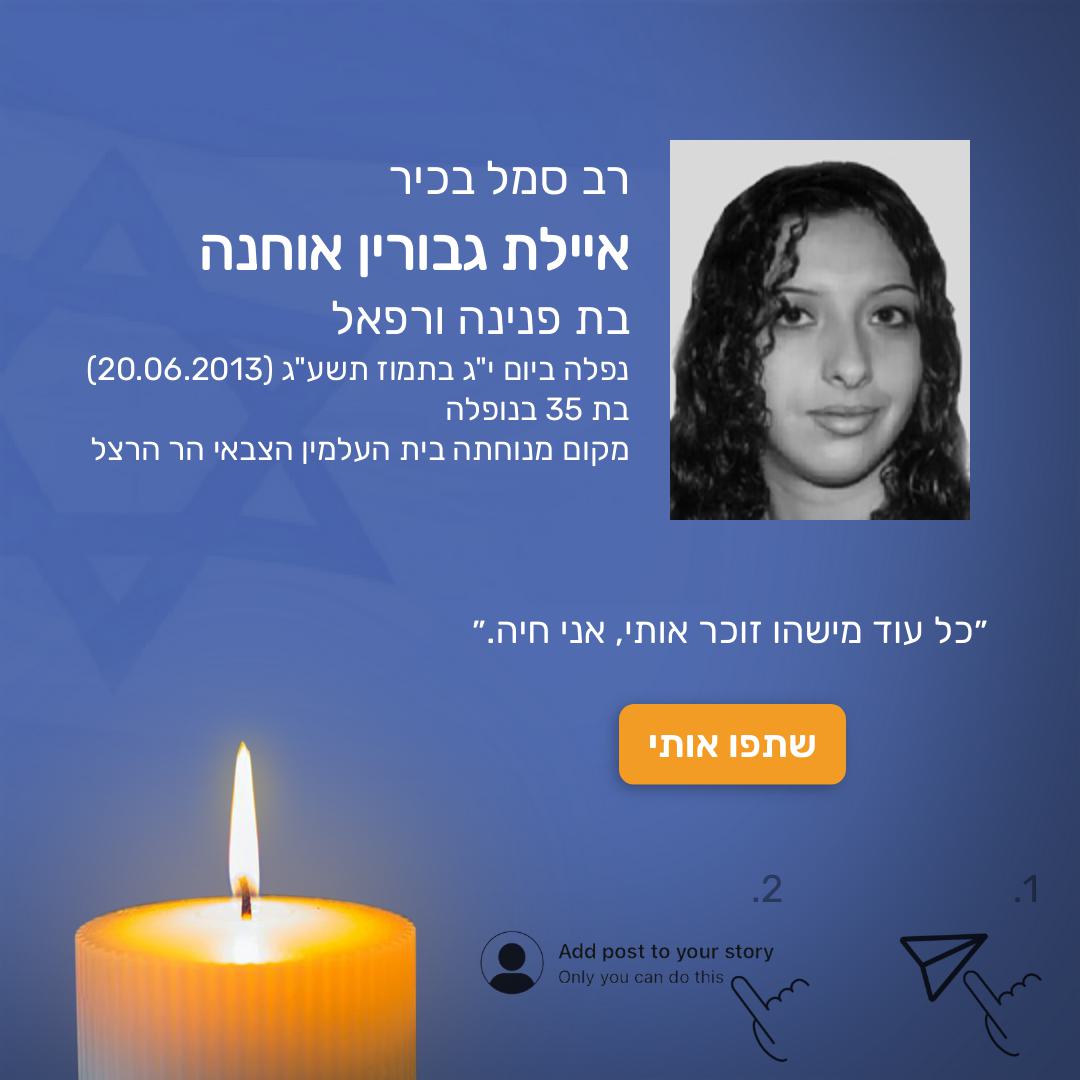 רב סמל בכיר
איילת גבורין אוחנה
בת פנינה ורפאל
נפלה ביום י"ג בתמוז תשע"ג (20.06.2013)
בת 35 בנופלה
מקום מנוחתה בית העלמין הצבאי הר הרצל
״כל עוד מישהו זוכר אותי, אני חיה.״
שתפו אותי
1.
2.
Add post to your story
Only you can do this